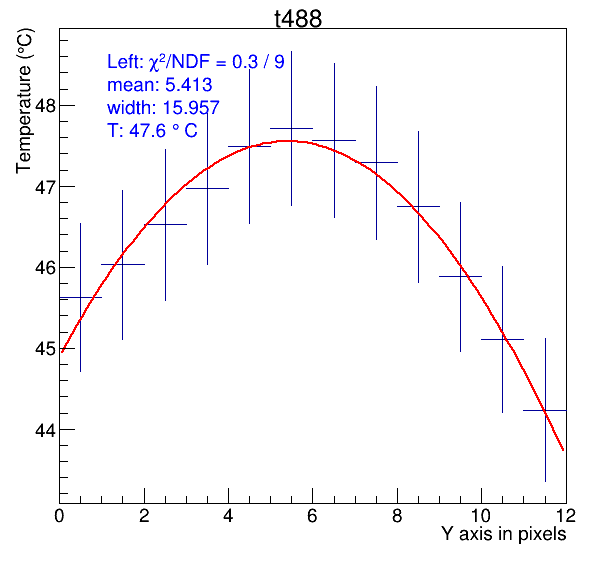 t488
Temperature (°C)
Left: χ²/NDF = 0.3 / 9
mean: 5.413
width: 15.957
T: 47.6 ° C
48
47
46
45
44
0 2 4 6 8 10 12
Y axis in pixels